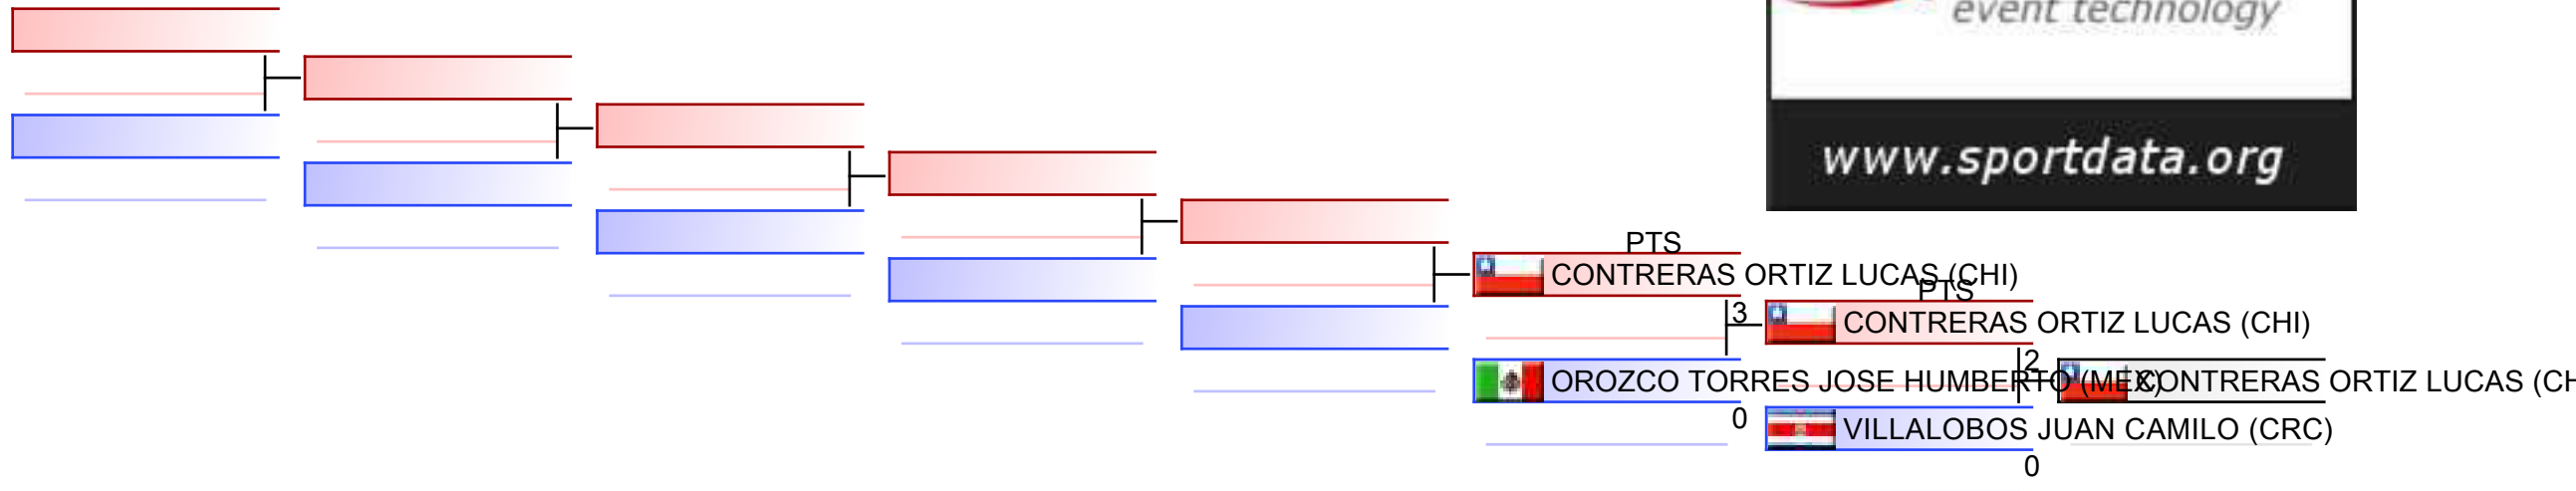 event technology
www.sportdata.org
PTS
CONTRERAS ORTIZ LUCAS (CHI)
PTS
3
CONTRERAS ORTIZ LUCAS (CHI)
2
OROZCO TORRES JOSE HUMBERTO (MEX)
CONTRERAS ORTIZ LUCAS (CH
0
VILLALOBOS JUAN CAMILO (CRC)
0